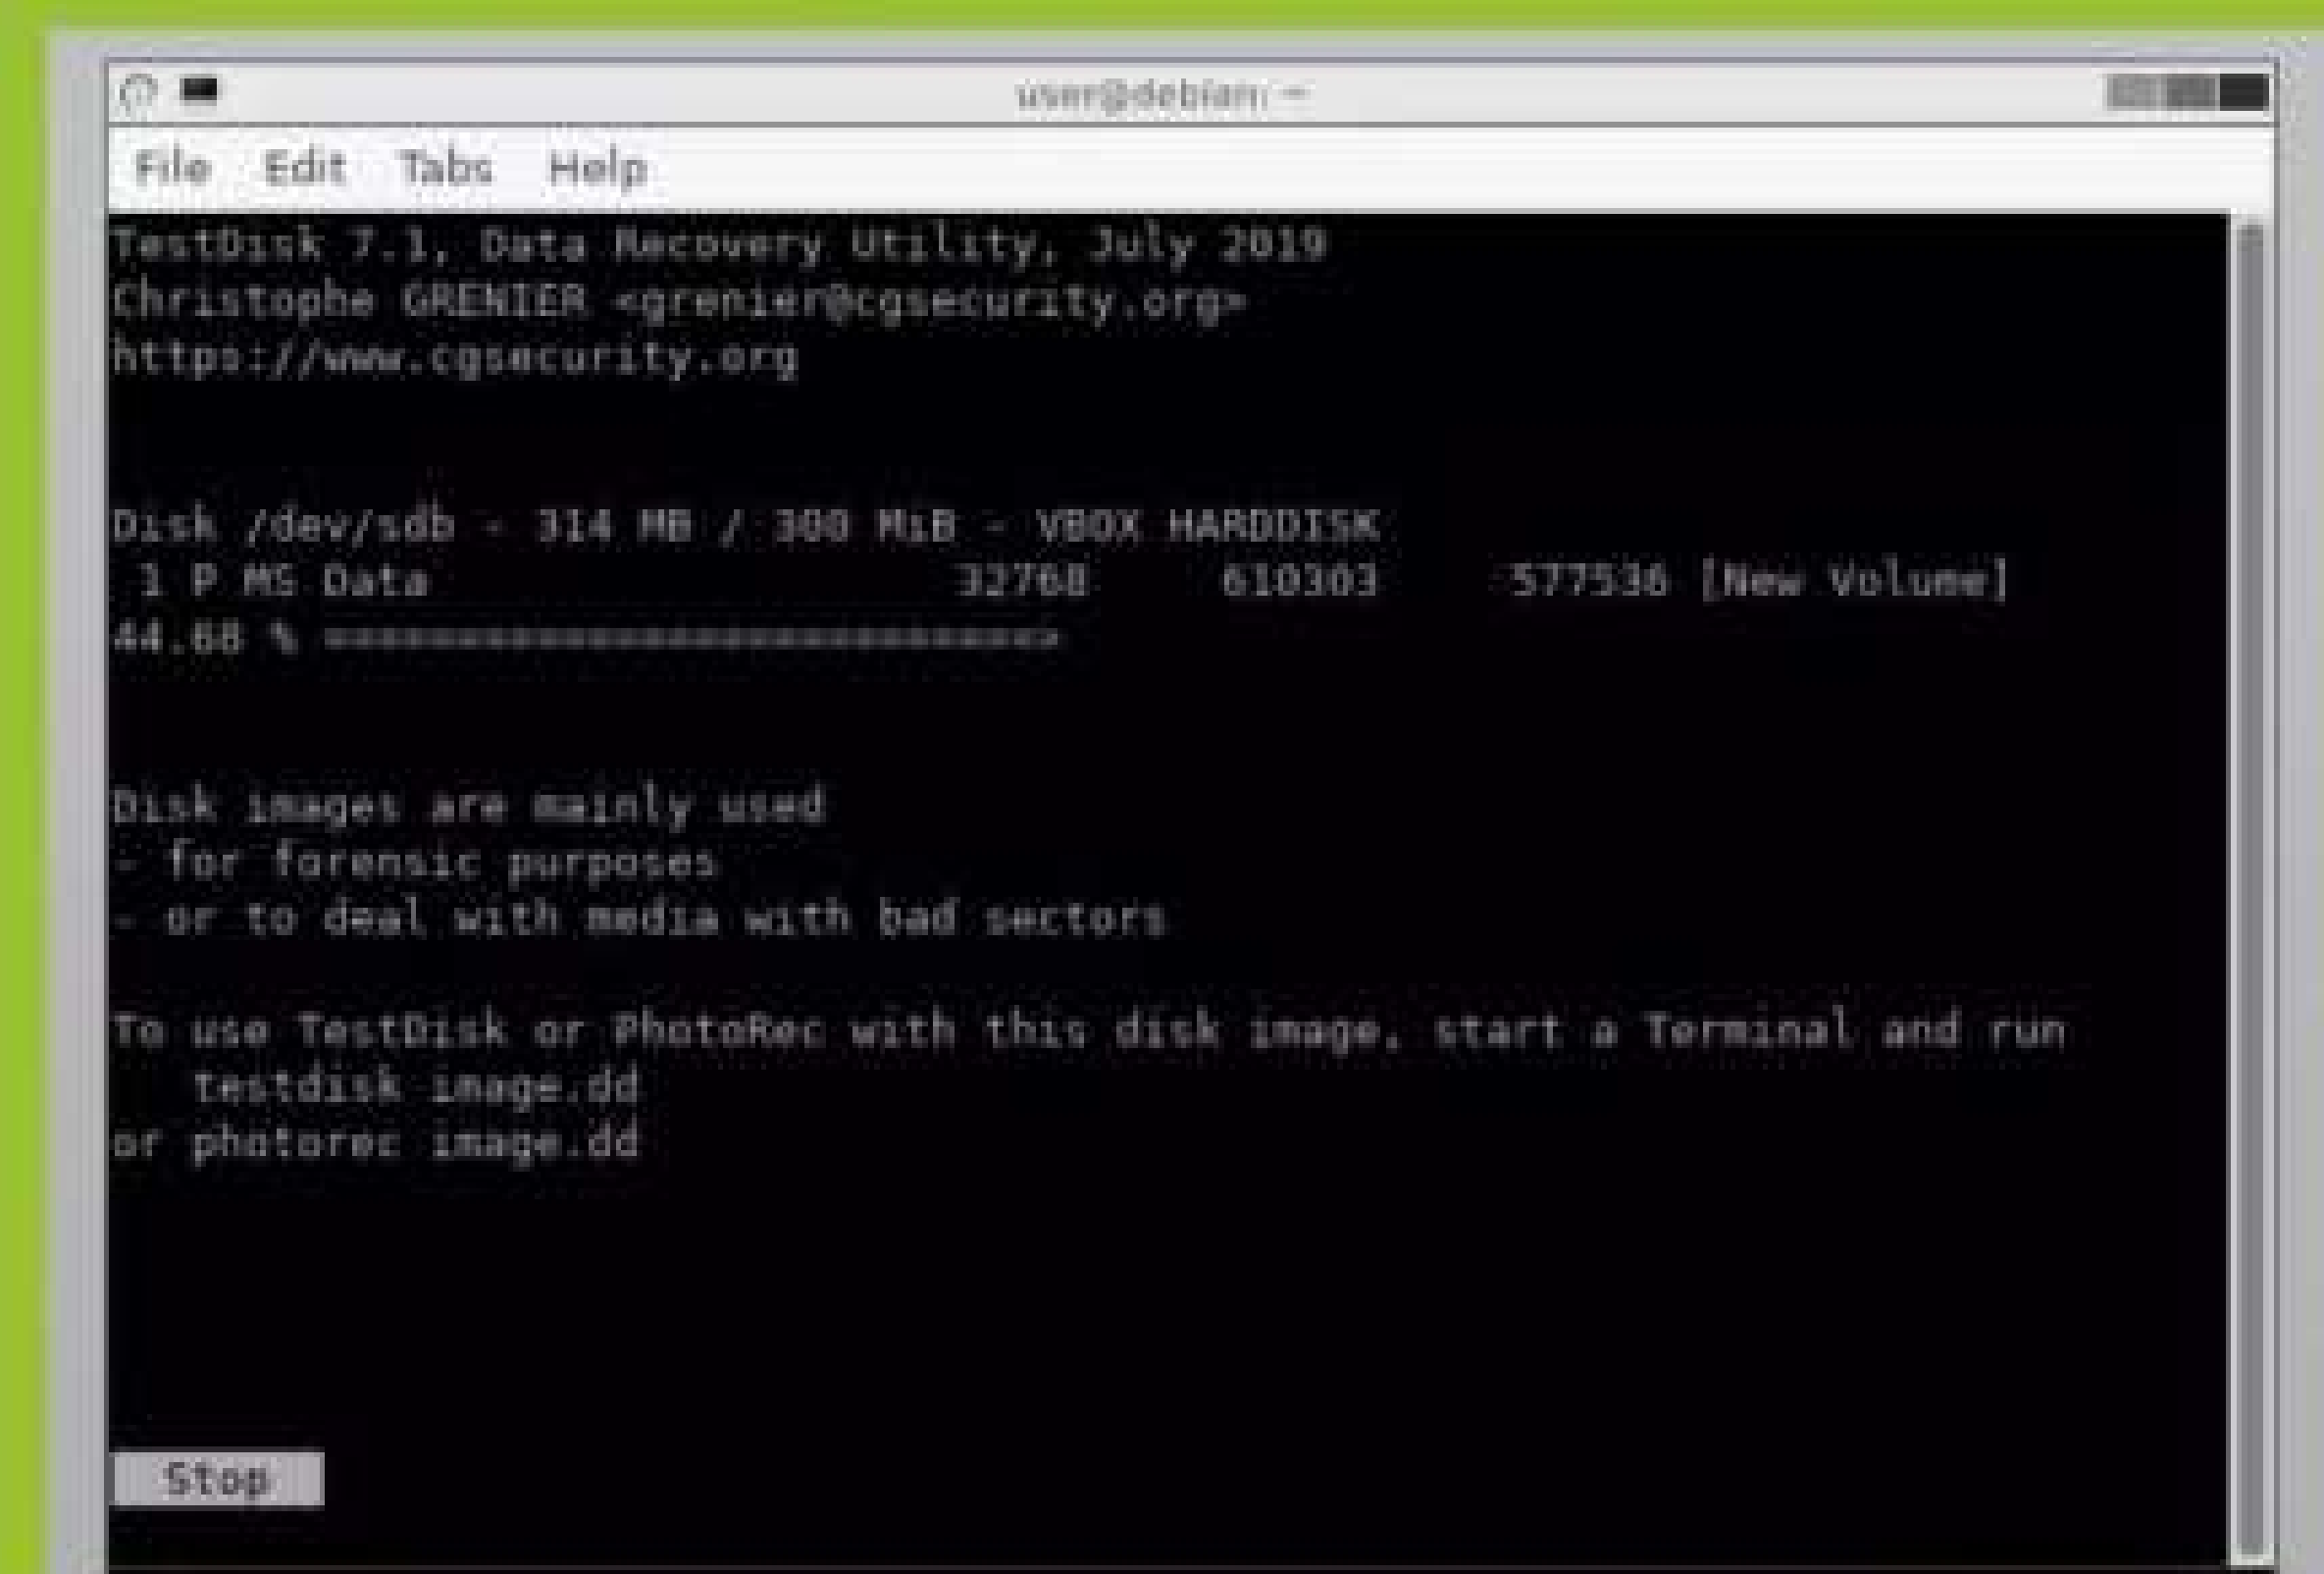 user@debian: ~
File Edit Tabs Help
TestDisk 7.1, Data Recovery Utility, July 2019
Christophe GRENIER <grenier@cgsecurity.org>
https://www.cgsecurity.org
Disk /dev/sdb - 314 MB / 300 MiB - VBOX HARDDISK
1 P MS Data 32768 610303 577536 [New Volume]
44.68 % ===========================>
Disk images are mainly used
- for forensic purposes
- or to deal with media with bad sectors
To use TestDisk or PhotoRec with this disk image, start a Terminal and run
testdisk image.dd
or photorec image.dd
Stop